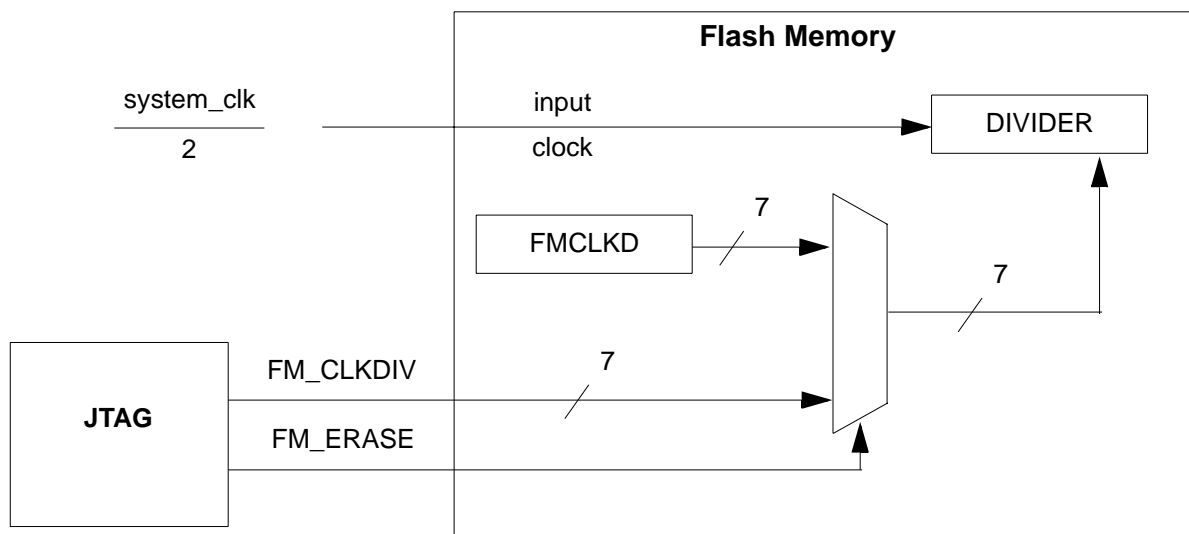 Flash Memory
system_clk
2
input
clock
DIVIDER
7
FMCLKD
7
7
FM_CLKDIV
JTAG
FM_ERASE